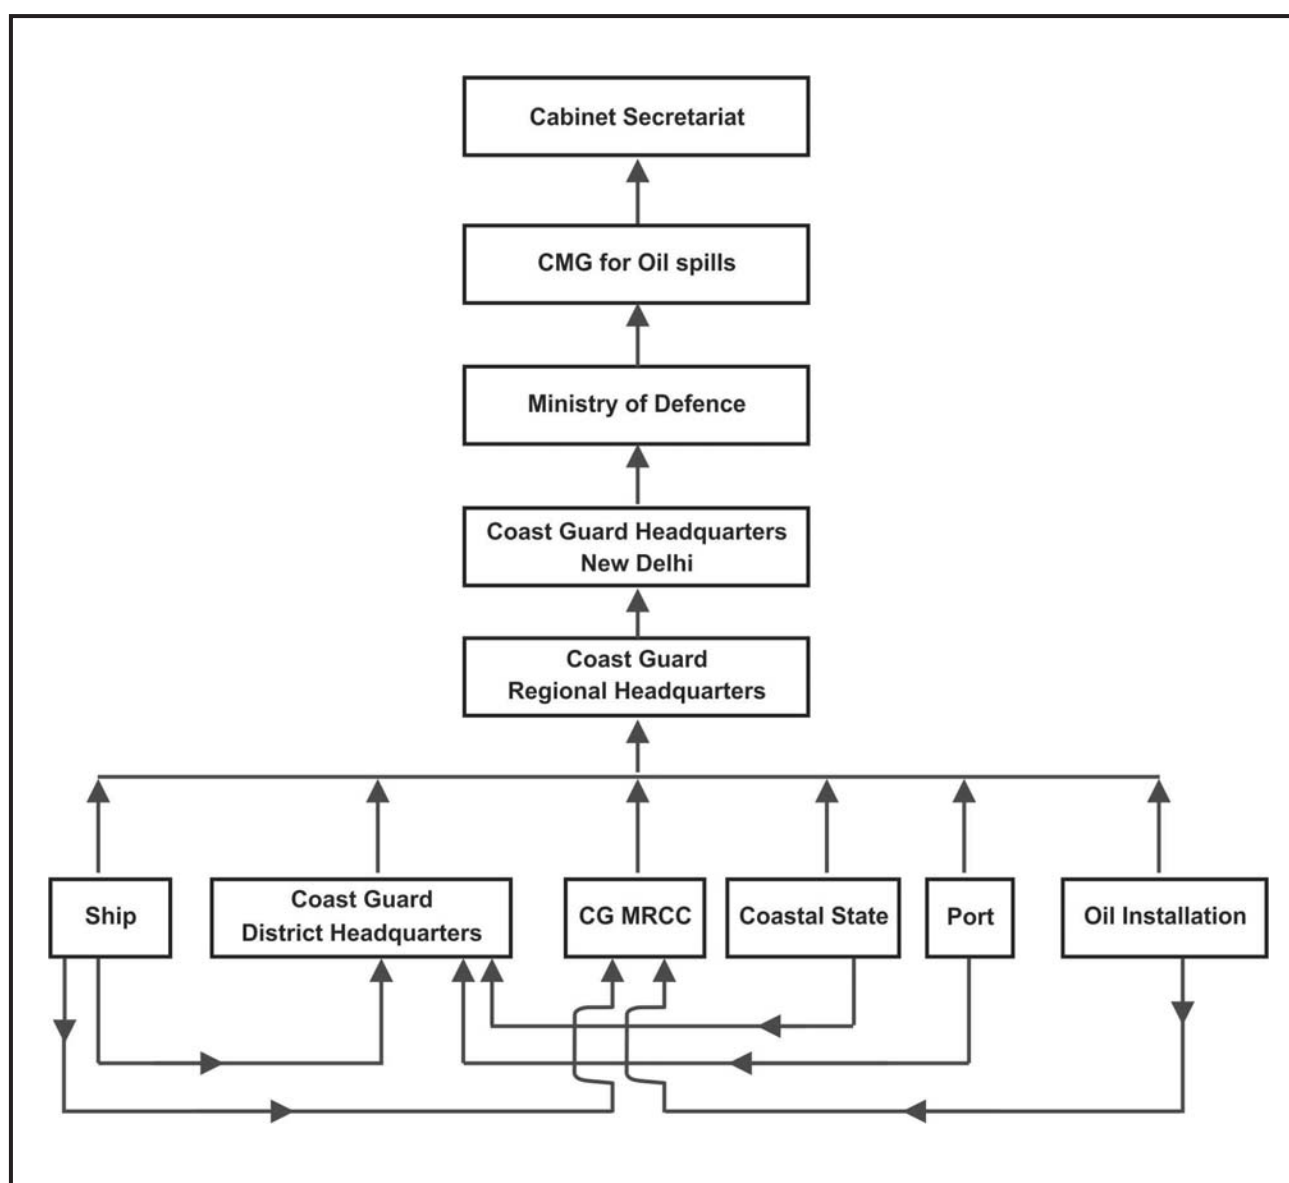 Cabinet Secretariat
CMG for Oil spills
Ministry of Defence
Coast Guard Headquarters
New Delhi
Coast Guard
Regional Headquarters
Ship
Coast Guard
District Headquarters
CG MRCC
Coastal State
Port
Oil Installation